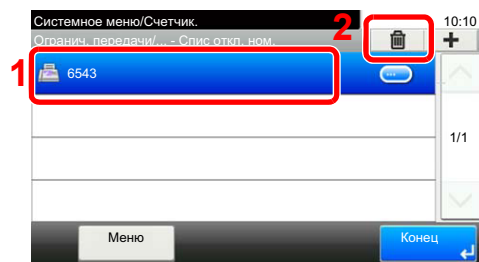 Системное меню/Счетчик.
10:10
Огранич. передачи/... - Спис откл. ном.
2
1
6543
1/1
Меню
Конец